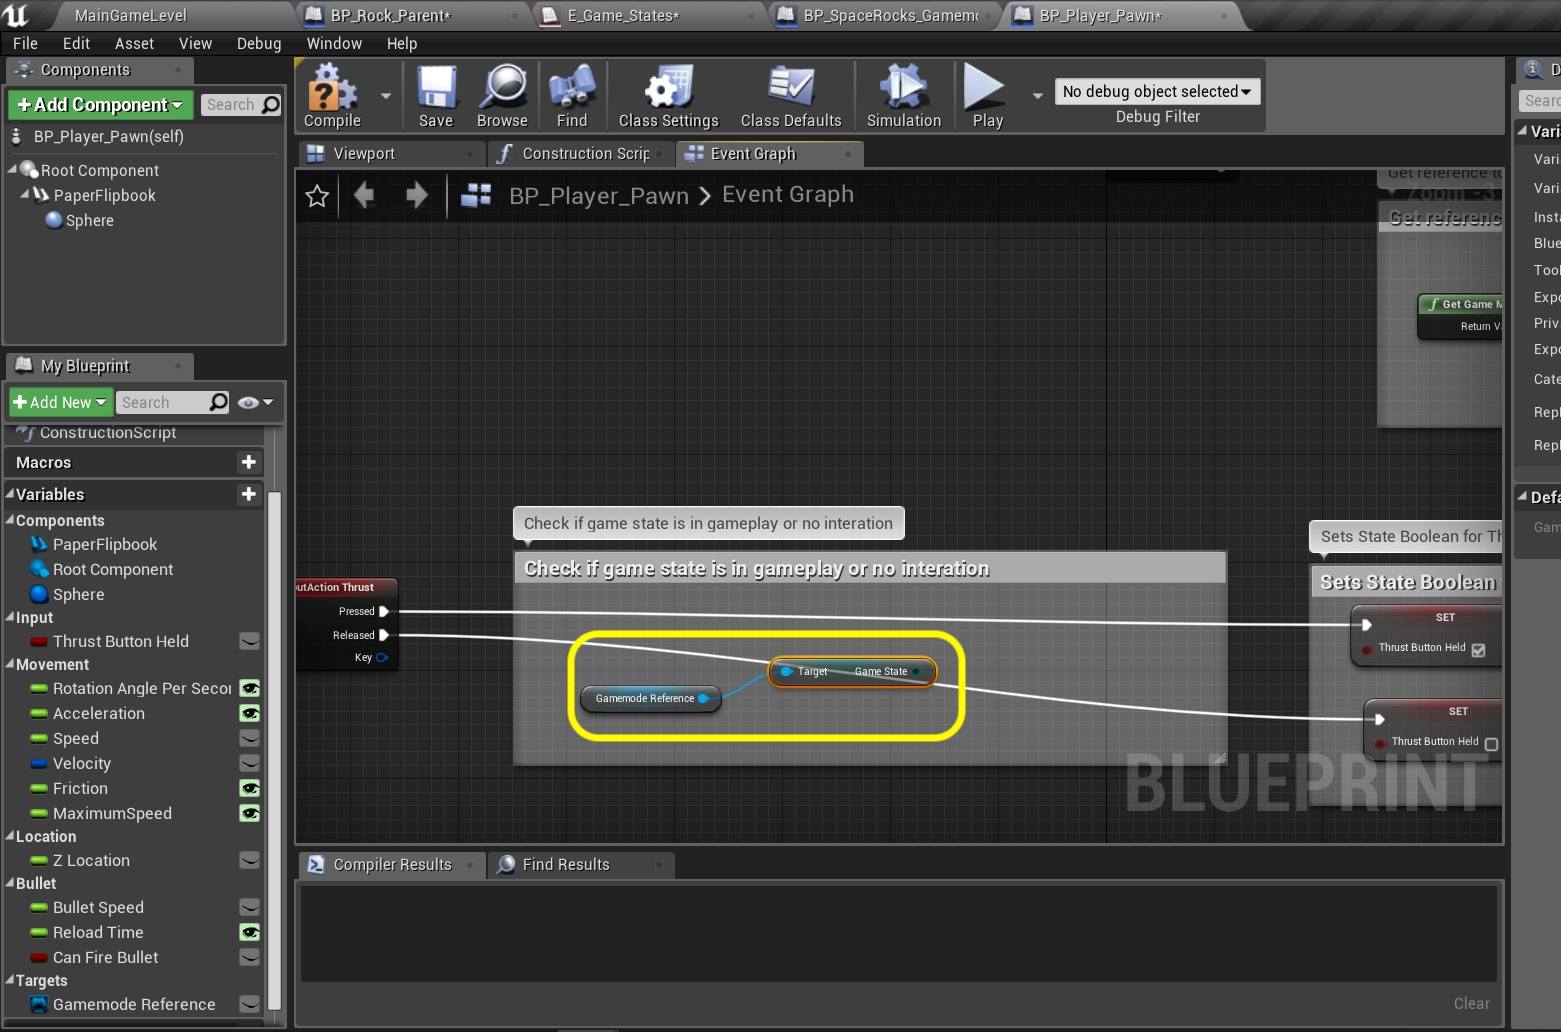 MainGameLevel
BP_Rock_Parent*
E_Game_States*
BP_SpaceRocks_Gamem
BP_Player_Pawn*
File Edit Asset View Debug Window Help
Components
+Add Component
Search
BP_Player_Pawn(self)
Root Component
PaperFlipbook
Sphere
Compile
Save
Browse
Find
Class Settings
Class Defaults
Simulation
Play
No debug object selected
Debug Filter
Viewport
Construction Scrip
Event Graph
BP_Player_Pawn > Event Graph
Zoom -3
Get reference to
Get referenc
Get Game M
Return V
My Blueprint
+Add New
Search
ConstructionScript
Macros
Variables
Components
PaperFlipbook
Root Component
Sphere
Input
Thrust Button Held
Movement
Rotation Angle Per Secor
Acceleration
Speed
Velocity
Friction
MaximumSpeed
Location
Z Location
Bullet
Bullet Speed
Reload Time
Can Fire Bullet
Targets
Gamemode Reference
utAction Thrust
Pressed
Released
Key
Check if game state is in gameplay or no interation
Check if game state is in gameplay or no interation
Gamemode Reference
Target Game State
Sets State Boolean for Th
Sets State Boolean
SET
Thrust Button Held
SET
Thrust Button Held
BLUEPRINT
Compiler Results
Find Results
Clear
D
Searc
Varia
Vari
Vari
Insta
Blue
Tool
Expo
Priv
Expo
Cate
Repl
Repl
Defa
Gam